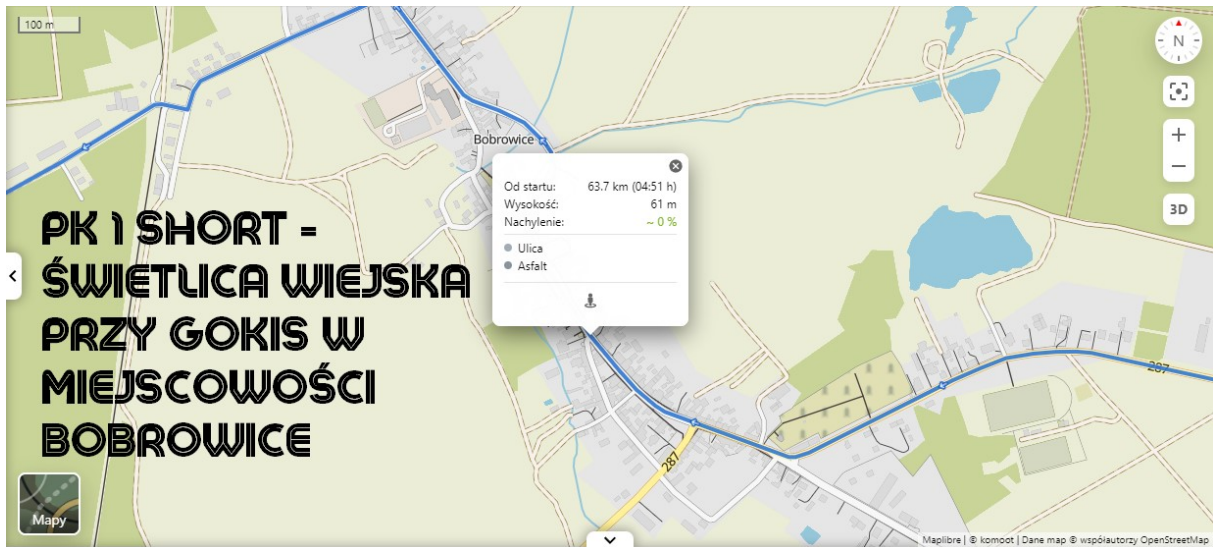 100 m
N
Bobrowice
Od startu: 63.7 km (04:51 h)
Wysokość: 61 m
Nachylenie: ~ 0 %
Ulica
Asfalt
3D
PK 1 SHORT -
ŚWIETLICA WIEJSKA
PRZY GOKIS W
MIEJSCOWOŚCI
BOBROWICE
287
287
Mapy
Maplibre | © komoot | Dane map © współautorzy OpenStreetMap